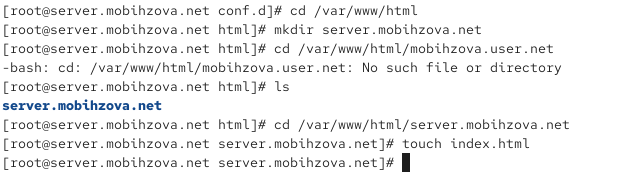 [root@server.mobihzova.net conf.d]# cd /var/www/html
[root@server.mobihzova.net html]# mkdir server.mobihzova.net
[root@server.mobihzova.net html]# cd /var/www/html/mobihzova.user.net
-bash: cd: /var/www/html/mobihzova.user.net: No such file or directory
[root@server.mobihzova.net html]# ls
server.mobihzova.net
[root@server.mobihzova.net html]# cd /var/www/html/server.mobihzova.net
[root@server.mobihzova.net server.mobihzova.net]# touch index.html
[root@server.mobihzova.net server.mobihzova.net]#